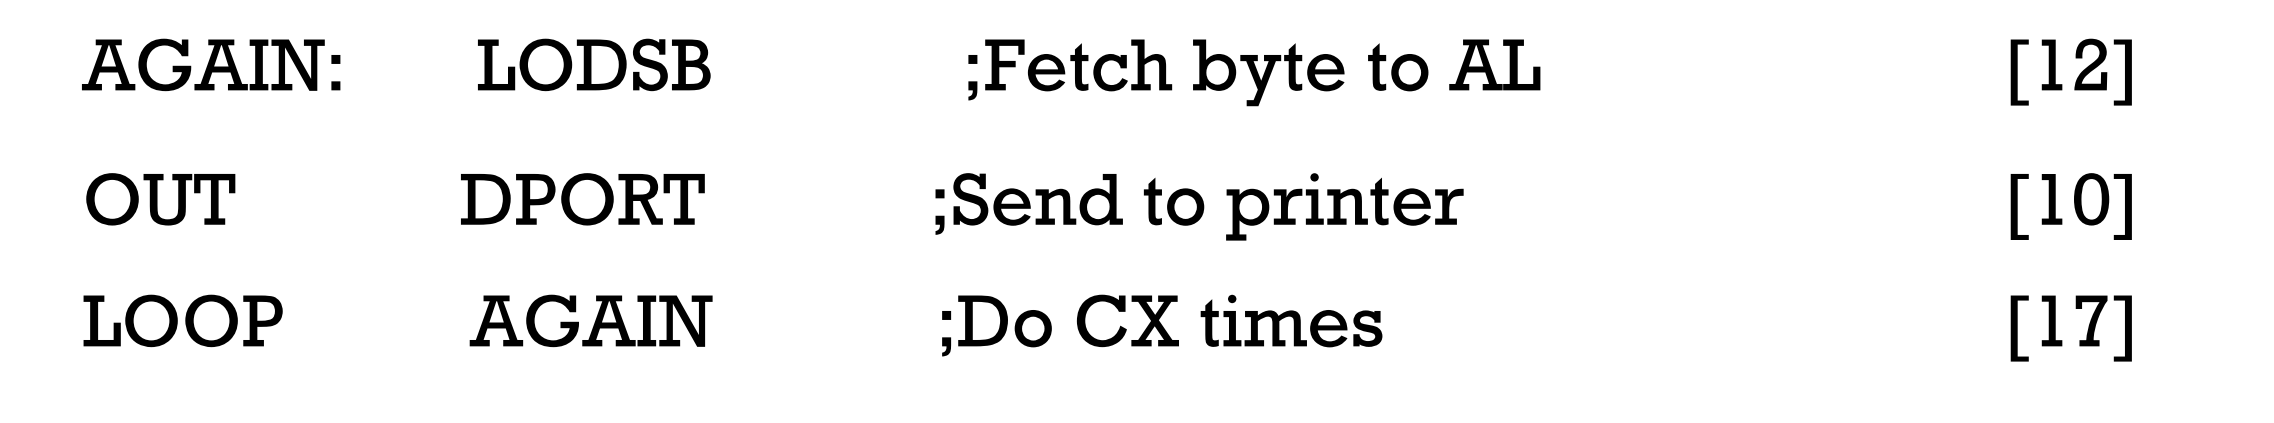 AGAIN: LODSB ;Fetch byte to AL [12]
OUT DPORT ;Send to printer [10]
LOOP AGAIN ;Do CX times [17]